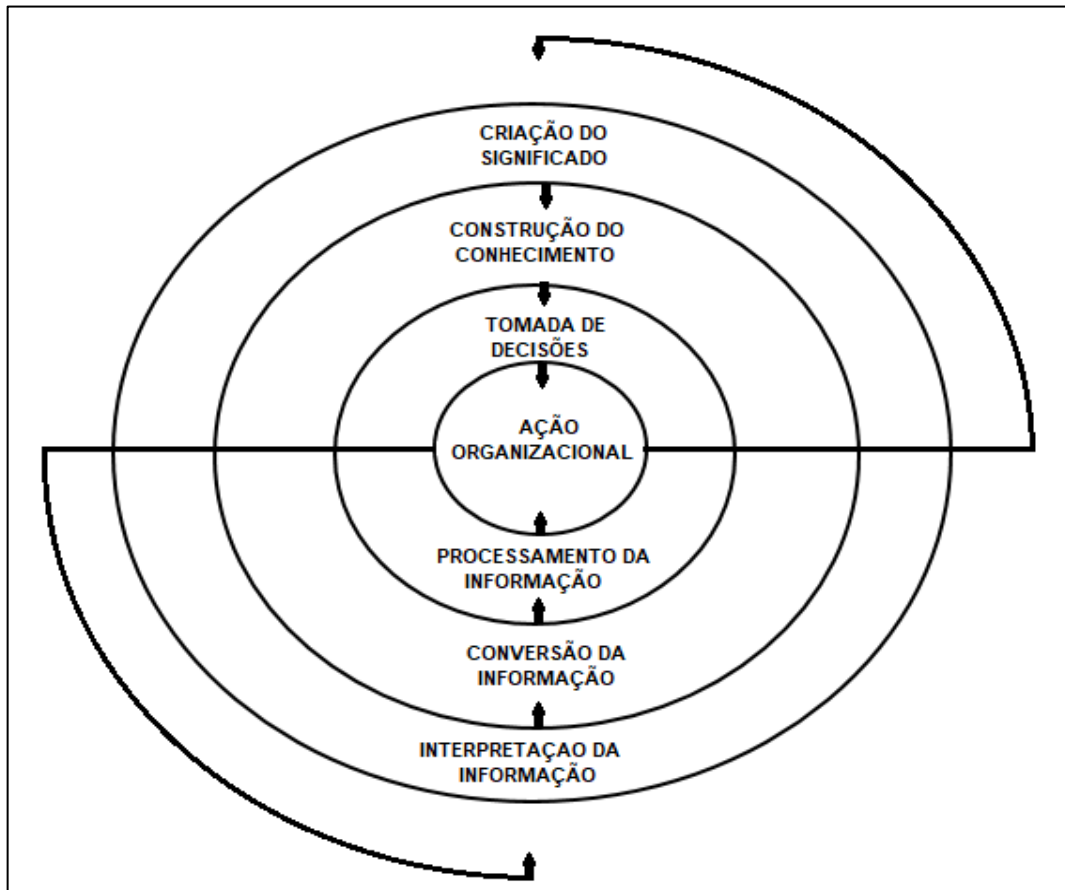 CRIAÇÃO DO
SIGNIFICADO
CONSTRUÇÃO DO
CONHECIMENTO
TOMADA DE
DECISÕES
AÇÃO
ORGANIZACIONAL
PROCESSAMENTO DA
INFORMAÇÃO
CONVERSÃO DA
INFORMAÇÃO
INTERPRETAÇAO DA
INFORMAÇÃO